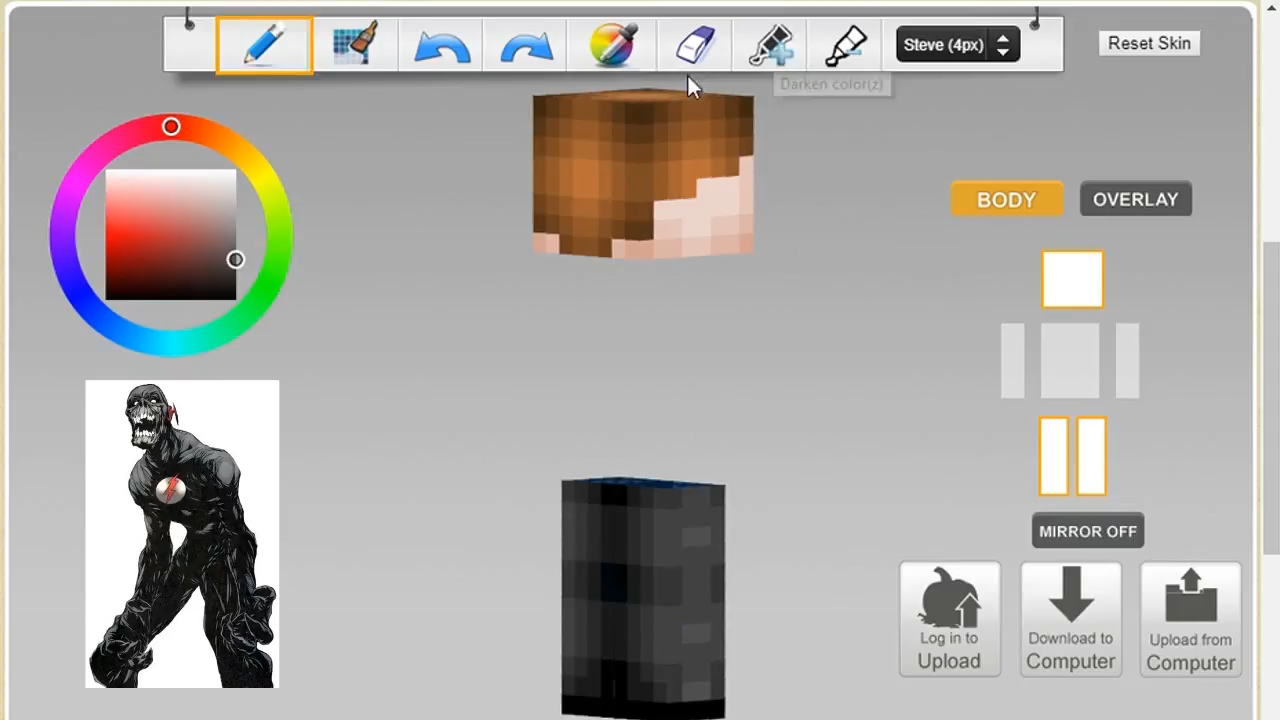 Steve (4px)
Reset Skin
Darken color(z)
BODY
OVERLAY
MIRROR OFF
Log in to
Upload
Download to
Computer
Upload from
Computer